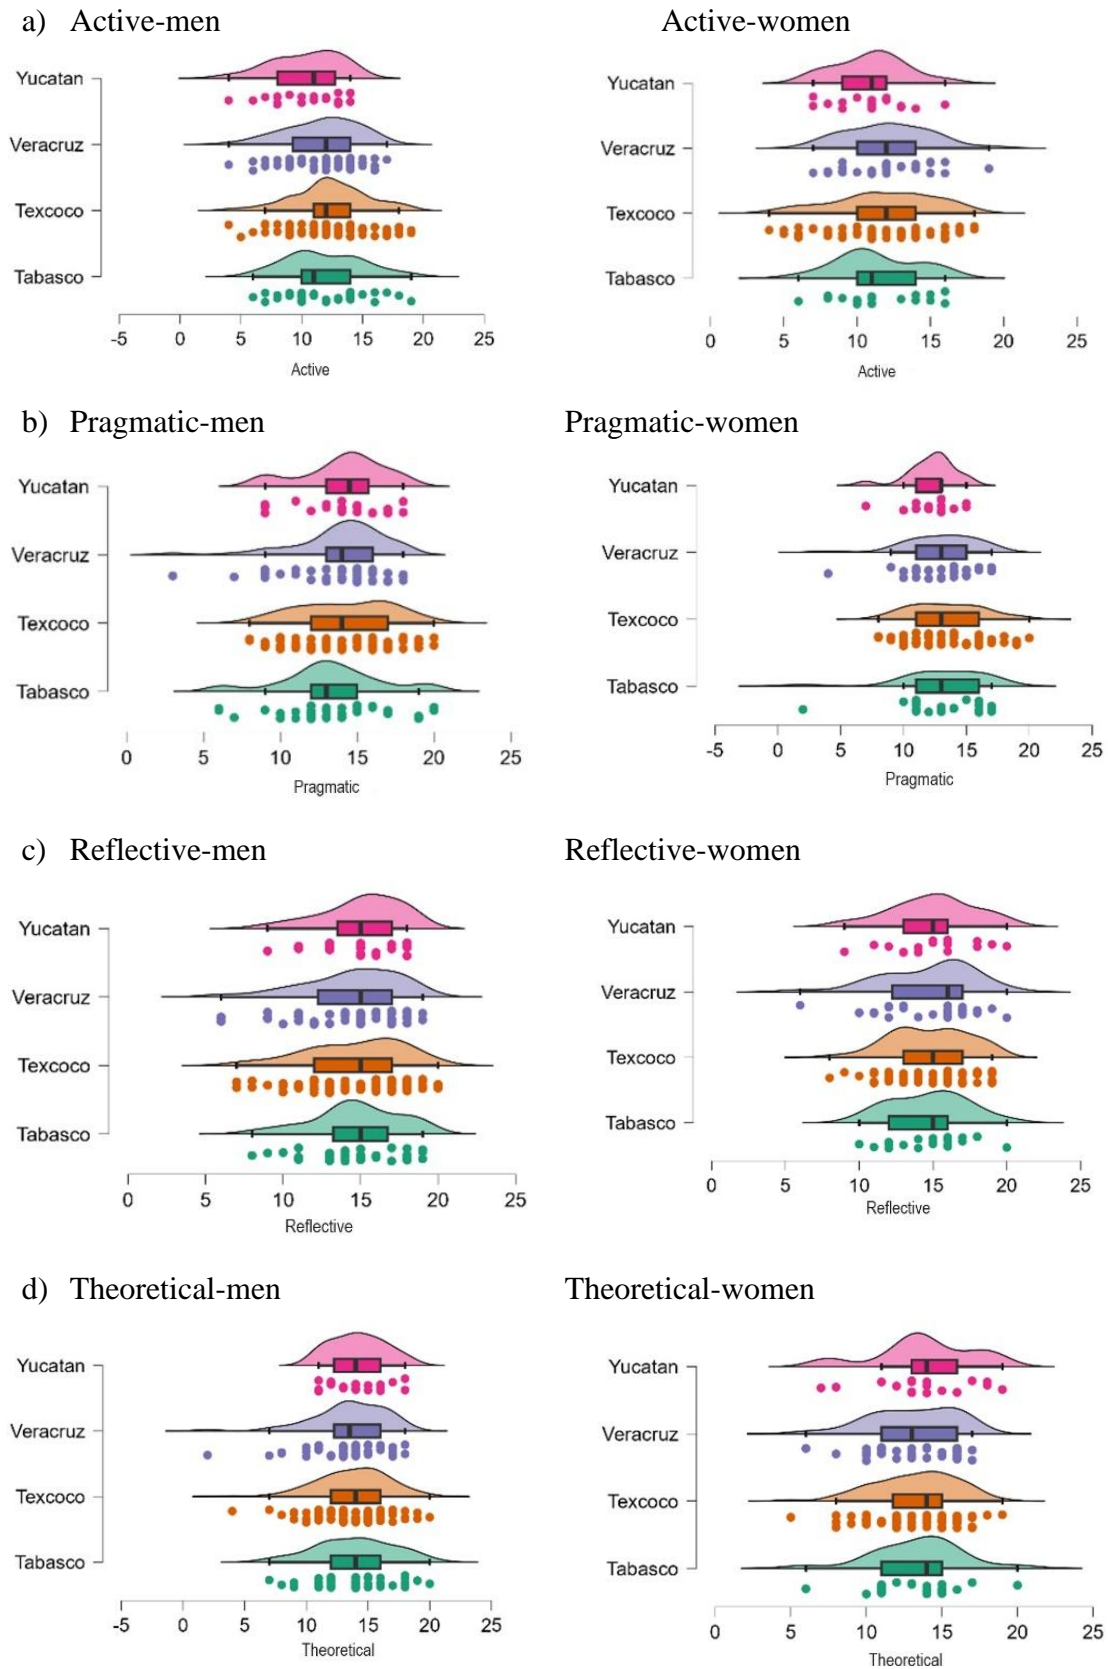 a) Active-men
Active-women
Yucatan
Veracruz
Texcoco
Tabasco
-5 0 5 10 15 20 25
Active
Yucatan
Veracruz
Texcoco
Tabasco
0 5 10 15 20 25
Active
b) Pragmatic-men
Pragmatic-women
Yucatan
Veracruz
Texcoco
Tabasco
0 5 10 15 20 25
Pragmatic
Yucatan
Veracruz
Texcoco
Tabasco
-5 0 5 10 15 20 25
Pragmatic
c) Reflective-men
Reflective-women
Yucatan
Veracruz
Texcoco
Tabasco
0 5 10 15 20 25
Reflective
Yucatan
Veracruz
Texcoco
Tabasco
0 5 10 15 20 25
Reflective
d) Theoretical-men
Theoretical-women
Yucatan
Veracruz
Texcoco
Tabasco
-5 0 5 10 15 20 25
Theoretical
Yucatan
Veracruz
Texcoco
Tabasco
0 5 10 15 20 25
Theoretical